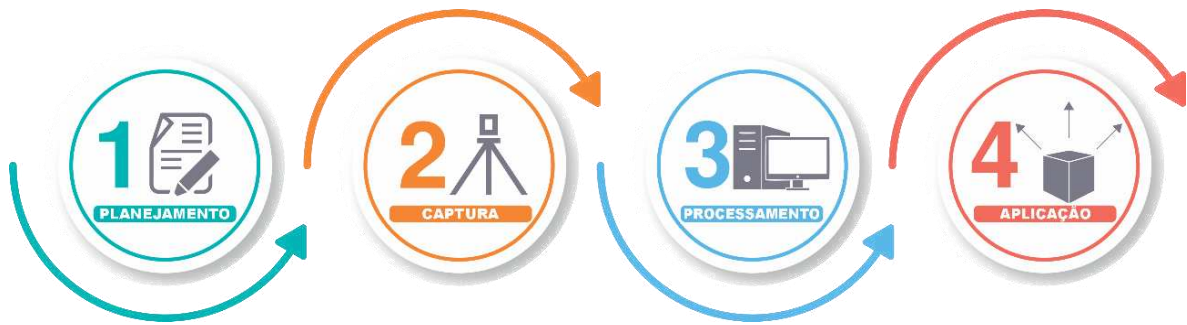 1
PLANEJAMENTO
2
CAPTURA
3
PROCESSAMENTO
4
APLICAÇÃO